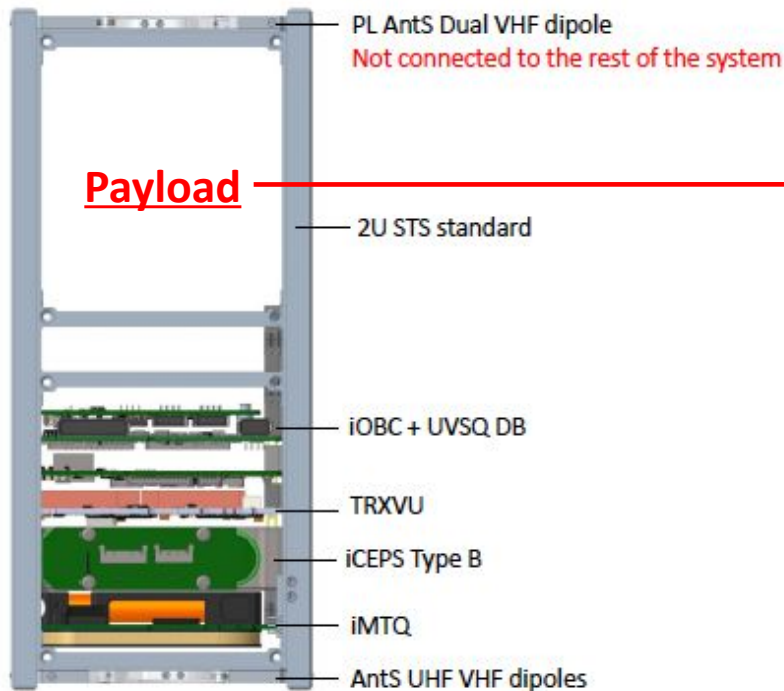 PL AntS Dual VHF dipole
Not connected to the rest of the system
Payload
2U STS standard
iOBC + UVSQ DB
TRXVU
iCEPS Type B
iMTQ
AntS UHF VHF dipoles